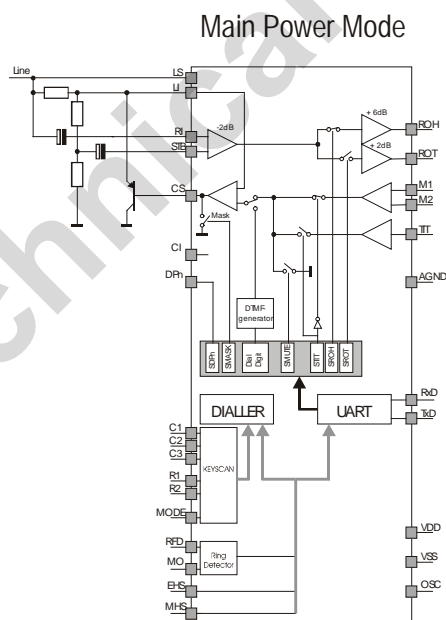 Main Power Mode
Line
LS
LI
RI
STB
CS
CI
DPn
-2dB
+ 6dB
+ 2dB
ROH
ROT
M1
M2
TIT
AGND
Mask
DTMF-
generator
SDPn
SMASK
Dial
Digit
SMUTE
STIT
SROH
SROT
DIALLER
UART
RxD
TxD
C1
C2
C3
R1
R2
MODE
KEYSCAN
RFD
MO
EHS
MHS
Ring
Detector
VDD
VSS
OSC
chnical